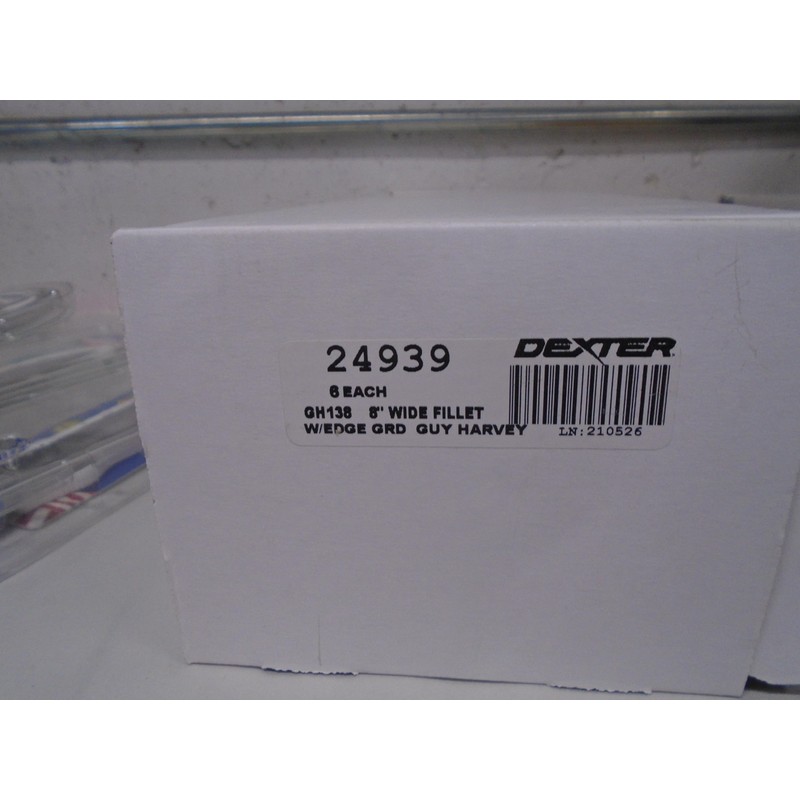 24939
DEXTER
6 EACH
GH138 8" WIDE FILLET
W/EDGE GRD GUY HARVEY
LN:210526